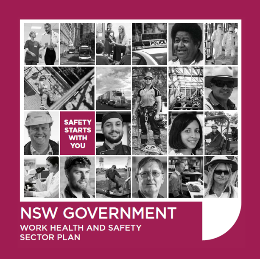 SAFETY
STARTS
WITH
YOU
NSW GOVERNMENT
WORK HEALTH AND SAFETY
SECTOR PLAN